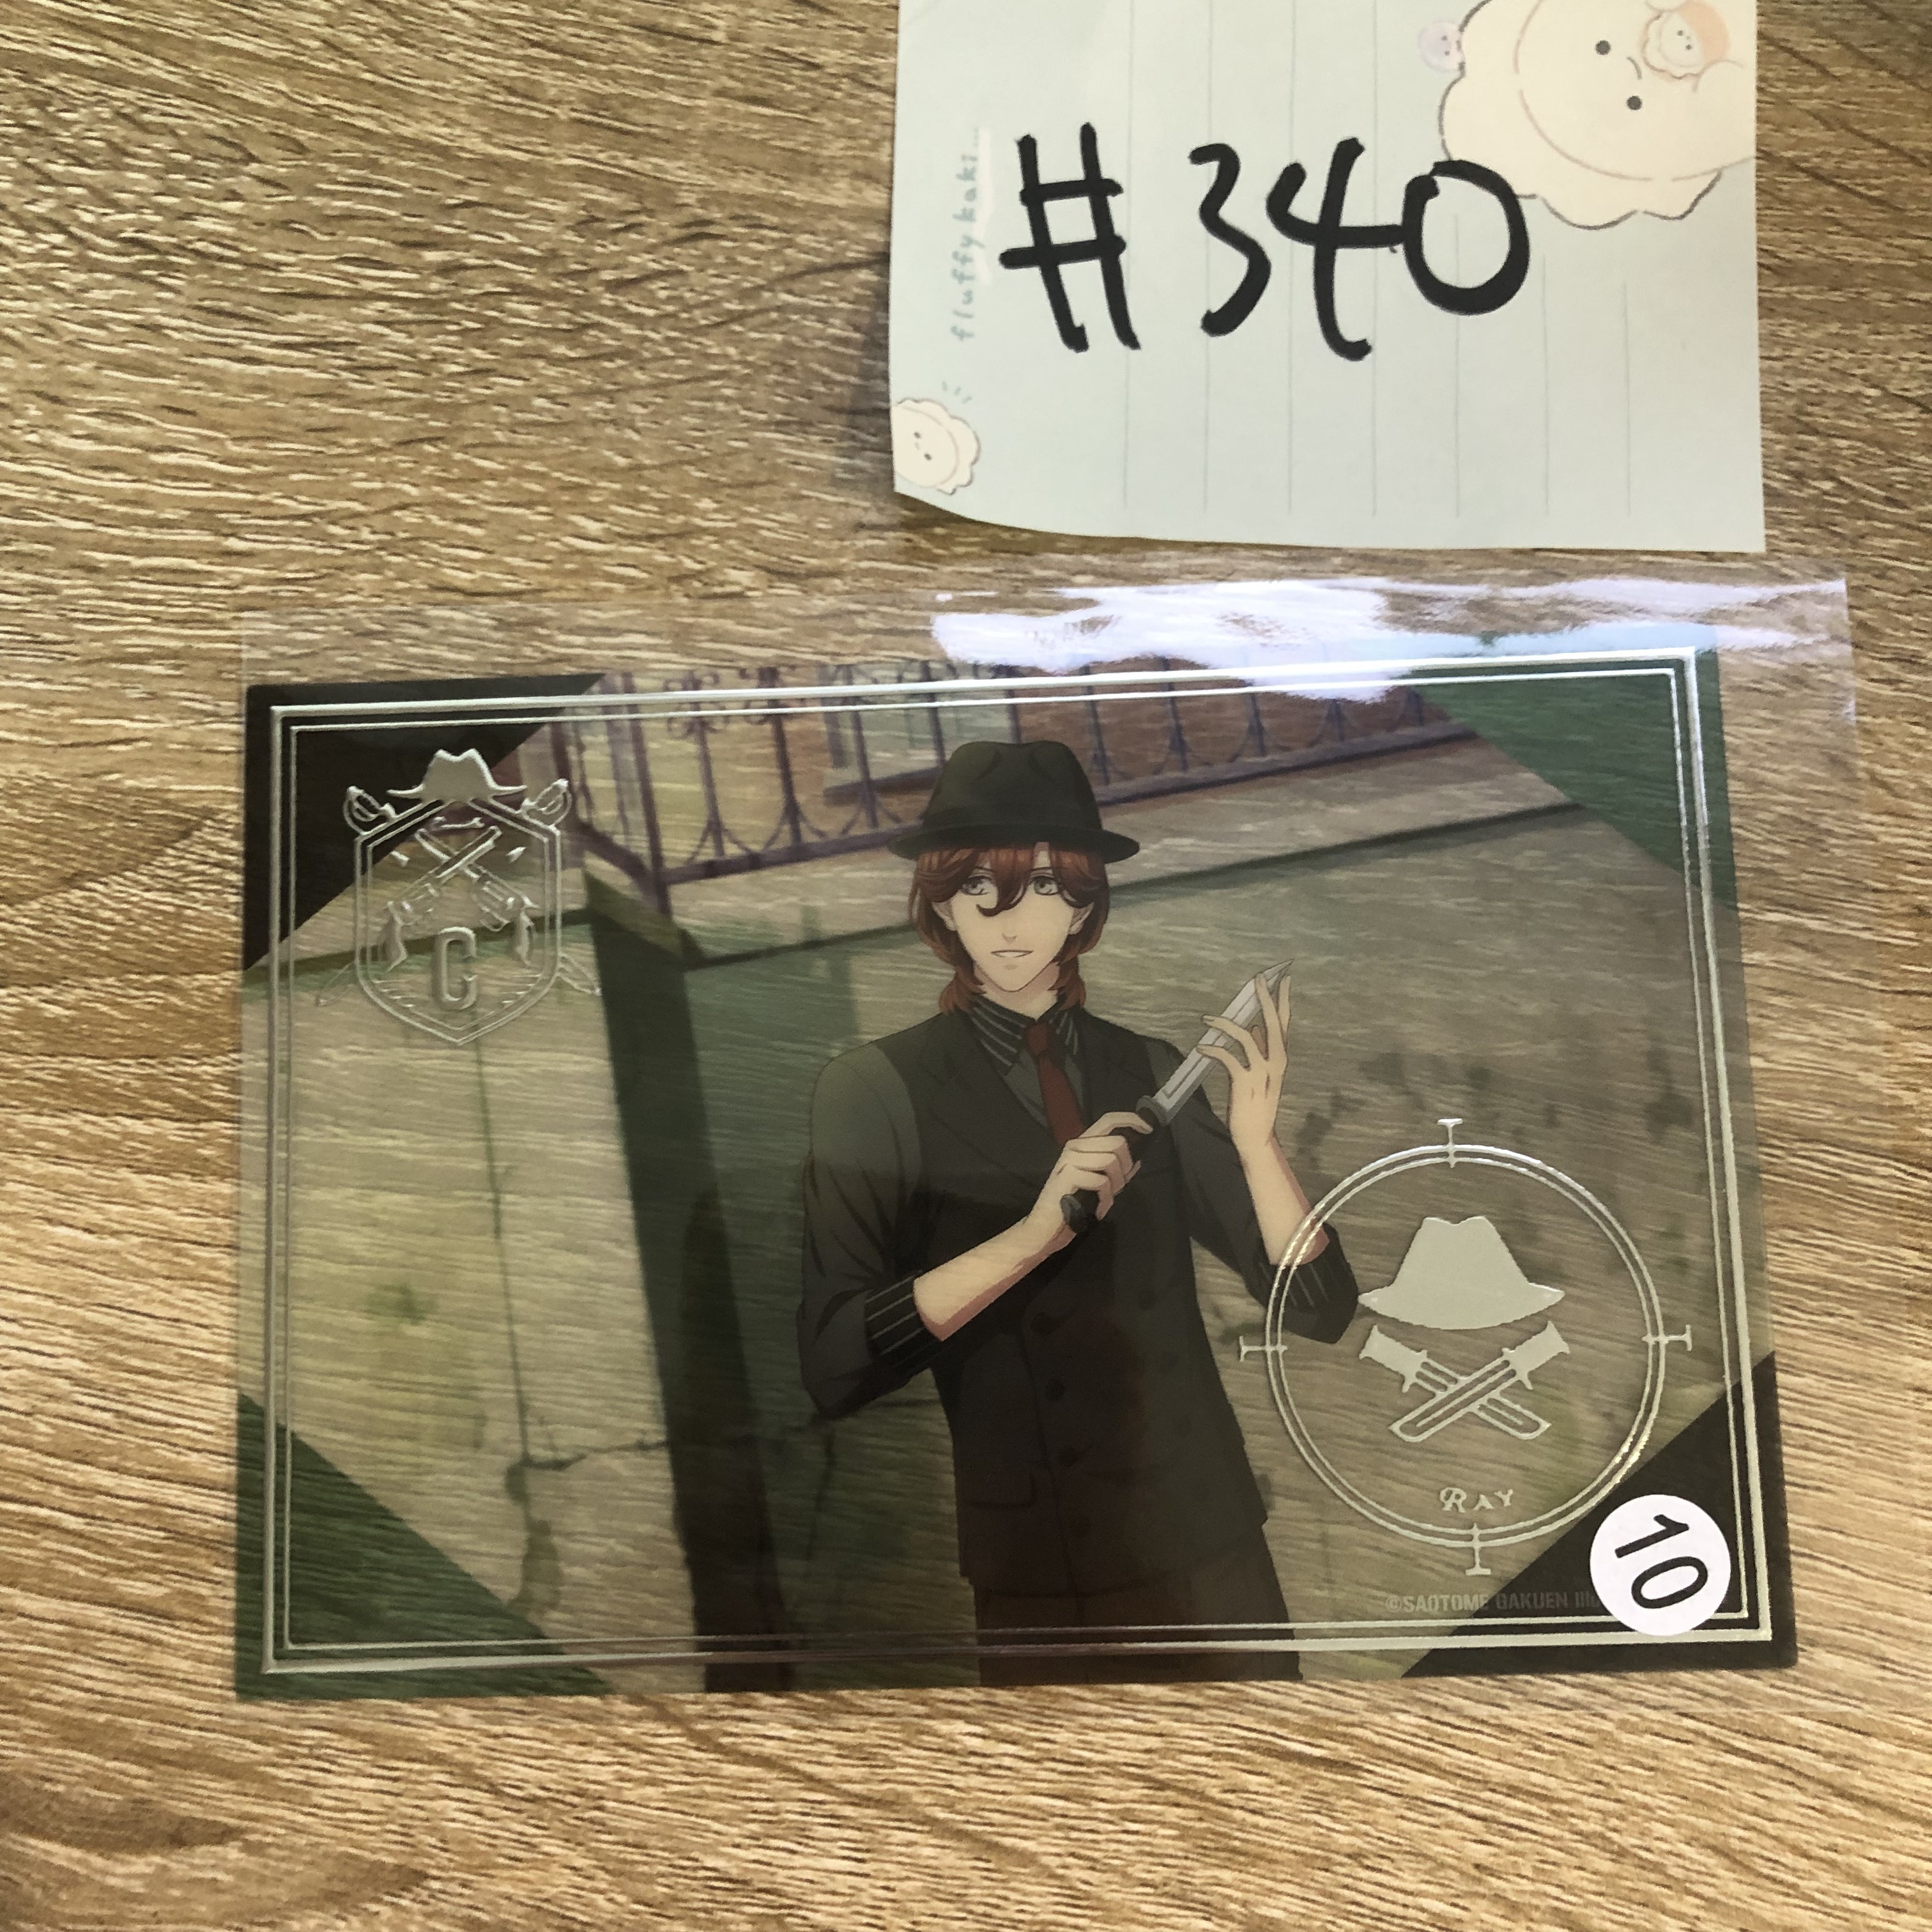 #340
fluffy kaki...
C
RAY
©SAOTOME GAKUEN
10